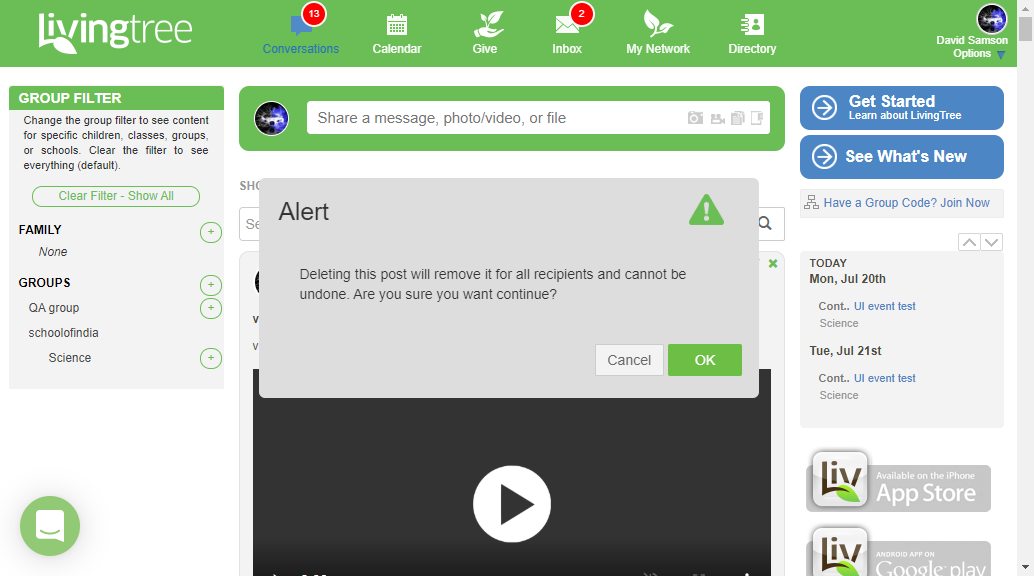 livingtree
13
Conversations
Calendar
Give
2
Inbox
My Network
Directory
David Samson
Options
GROUP FILTER
Change the group filter to see content
for specific children, classes, groups,
or schools. Clear the filter to see
everything (default).
Clear Filter - Show All
FAMILY
None
GROUPS
QA group
schoolofindia
Science
Share a message, photo/video, or file
Alert
Deleting this post will remove it for all recipients and cannot be
undone. Are you sure you want continue?
Cancel
OK
Get Started
Learn about LivingTree
See What's New
Have a Group Code? Join Now
TODAY
Mon, Jul 20th
Cont.. UI event test
Science
Tue, Jul 21st
Cont.. UI event test
Science
Liv
Available on the iPhone
App Store
Liv
ANDROID APP ON
Google play